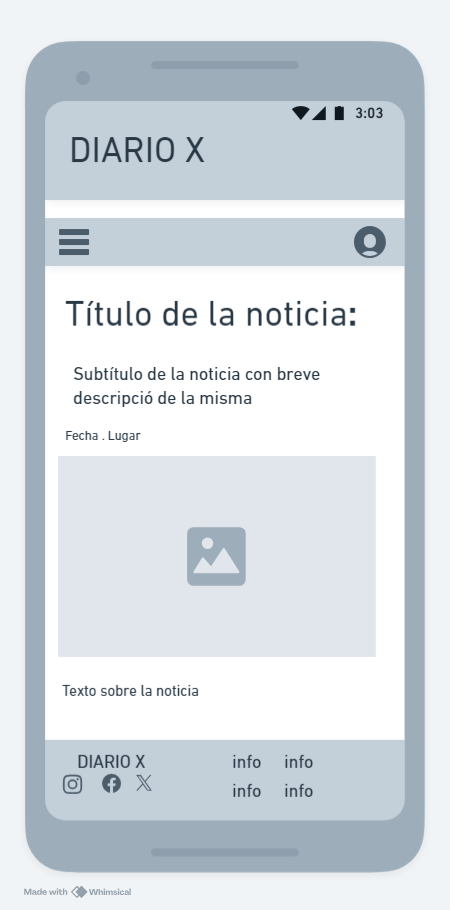 3:03
DIARIO X
Título de la noticia:
Subtítulo de la noticia con breve
descripció de la misma
Fecha . Lugar
Texto sobre la noticia
DIARIO X
info info
info info
Made with Whimsical